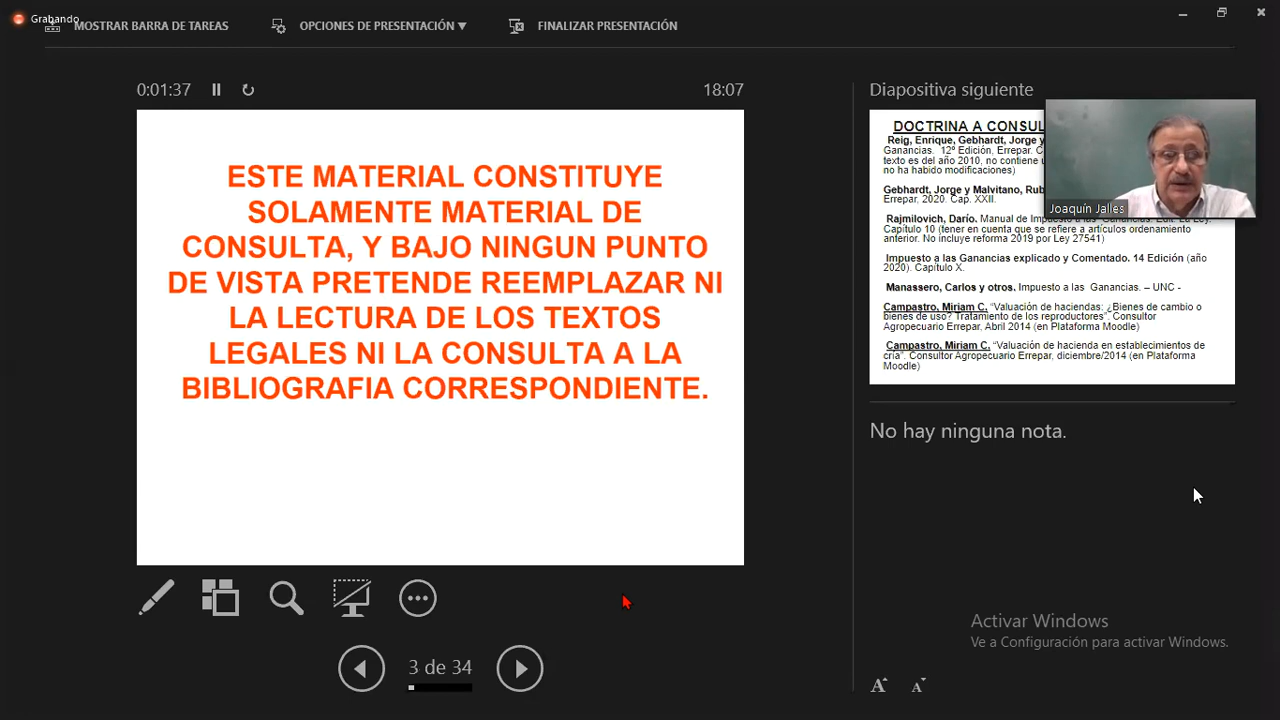 Grabando
MOSTRAR BARRA DE TAREAS
OPCIONES DE PRESENTACIÓN ▼
FINALIZAR PRESENTACIÓN
0:01:37
18:07
ESTE MATERIAL CONSTITUYE
SOLAMENTE MATERIAL DE
CONSULTA, Y BAJO NINGUN PUNTO
DE VISTA PRETENDE REEMPLAZAR NI
LA LECTURA DE LOS TEXTOS
LEGALES NI LA CONSULTA A LA
BIBLIOGRAFIA CORRESPONDIENTE.
3 de 34
Diapositiva siguiente
DOCTRINA A CONSUL
Reig, Enrique, Gebhardt, Jorge y
Ganancias. 12º Edición, Errepar.
texto es del año 2010, no contiene
no ha habido modificaciones)
Gebhardt, Jorge y Malvitano, Rub
Errepar, 2020. Cap. XXII.
Rajmilovich, Darío. Manual de
Capítulo 10 (tener en cuenta que se refiere a artículos ordenamiento
anterior. No incluye reforma 2019 por Ley 27541)
Impuesto a las Ganancias explicado y Comentado. 14 Edición (año
2020). Capítulo X.
Manassero, Carlos y otros. Impuesto a las Ganancias. – UNC -
Campastro, Miriam C. “Valuación de haciendas: ¿Bienes de cambio o
bienes de uso? Tratamiento de los reproductores”. Consultor
Agropecuario Errepar, Abril 2014 (en Plataforma Moodle)
Campastro, Miriam C. “Valuación de hacienda en establecimientos de
cría”. Consultor Agropecuario Errepar, diciembre/2014 (en Plataforma
Moodle)
Joaquín Jalles
No hay ninguna nota.
Activar Windows
Ve a Configuración para activar Windows.
A A